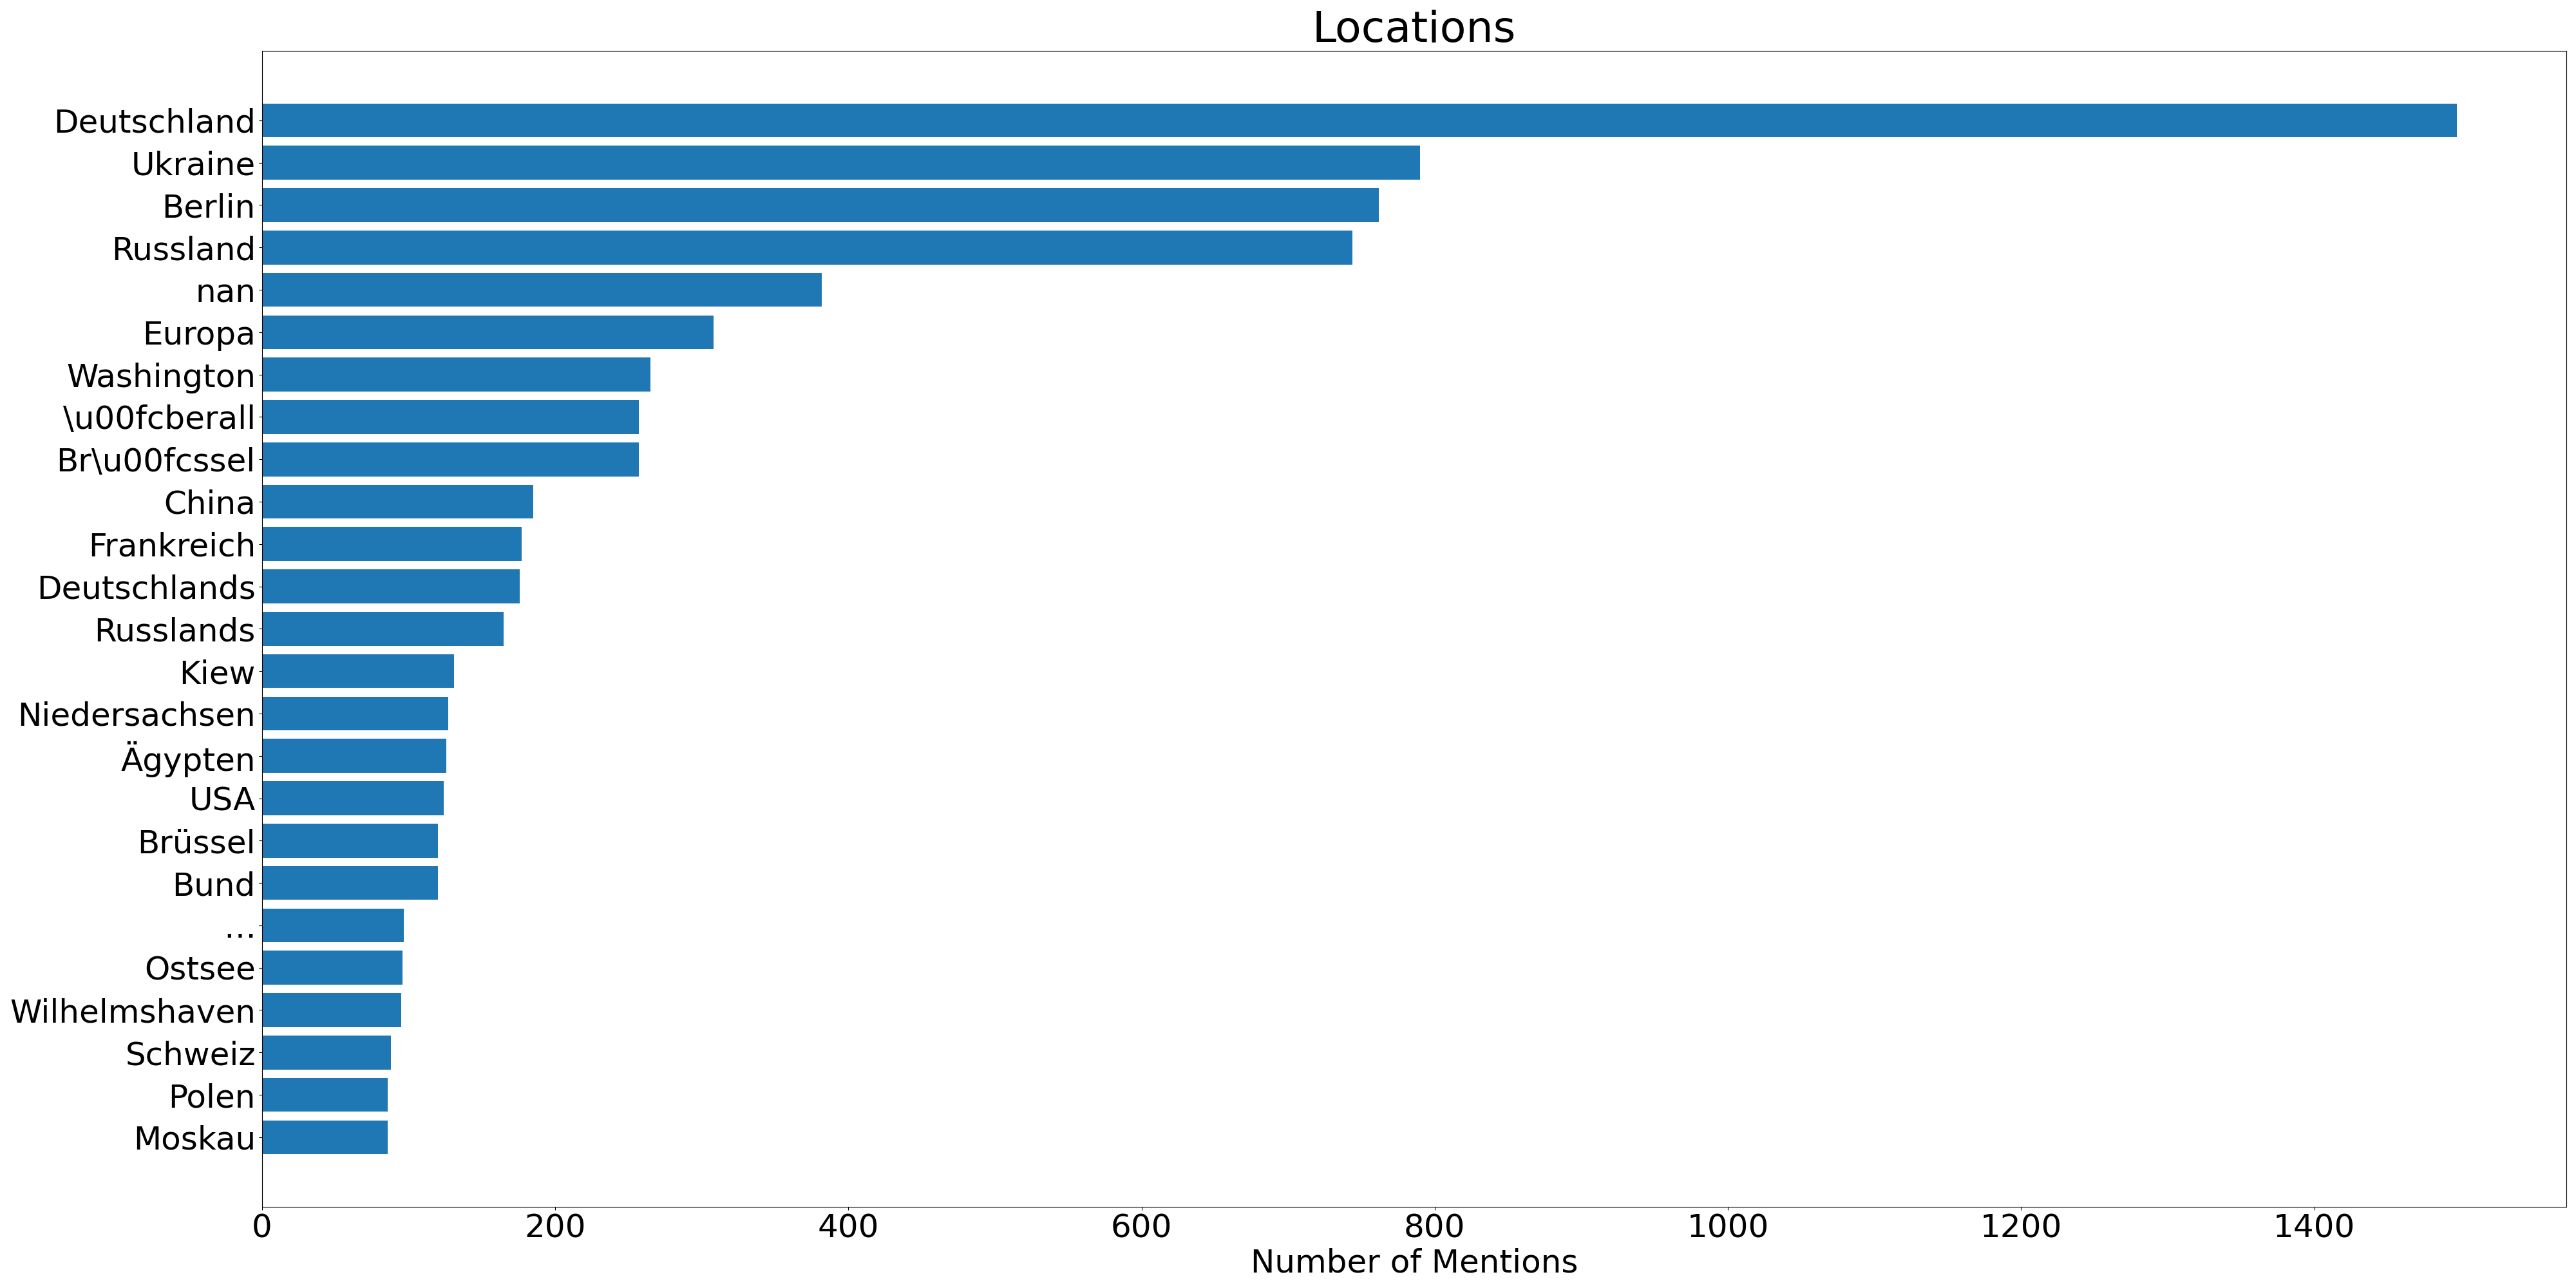 Locations
Deutschland
Ukraine
Berlin
Russland
nan
Europa
Washington
\u00fcberall
Br\u00fcssel
China
Frankreich
Deutschlands
Russlands
Kiew
Niedersachsen
Ägypten
USA
Brüssel
Bund
...
Ostsee
Wilhelmshaven
Schweiz
Polen
Moskau
0 200 400 600 800 1000 1200 1400
Number of Mentions